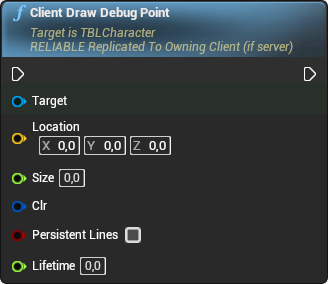 Client Draw Debug Point
Target is TBLCharacter
RELIABLE Replicated To Owning Client (if server)
Target
Location
X 0,0 Y 0,0 Z 0,0
Size 0,0
Clr
Persistent Lines
Lifetime 0,0